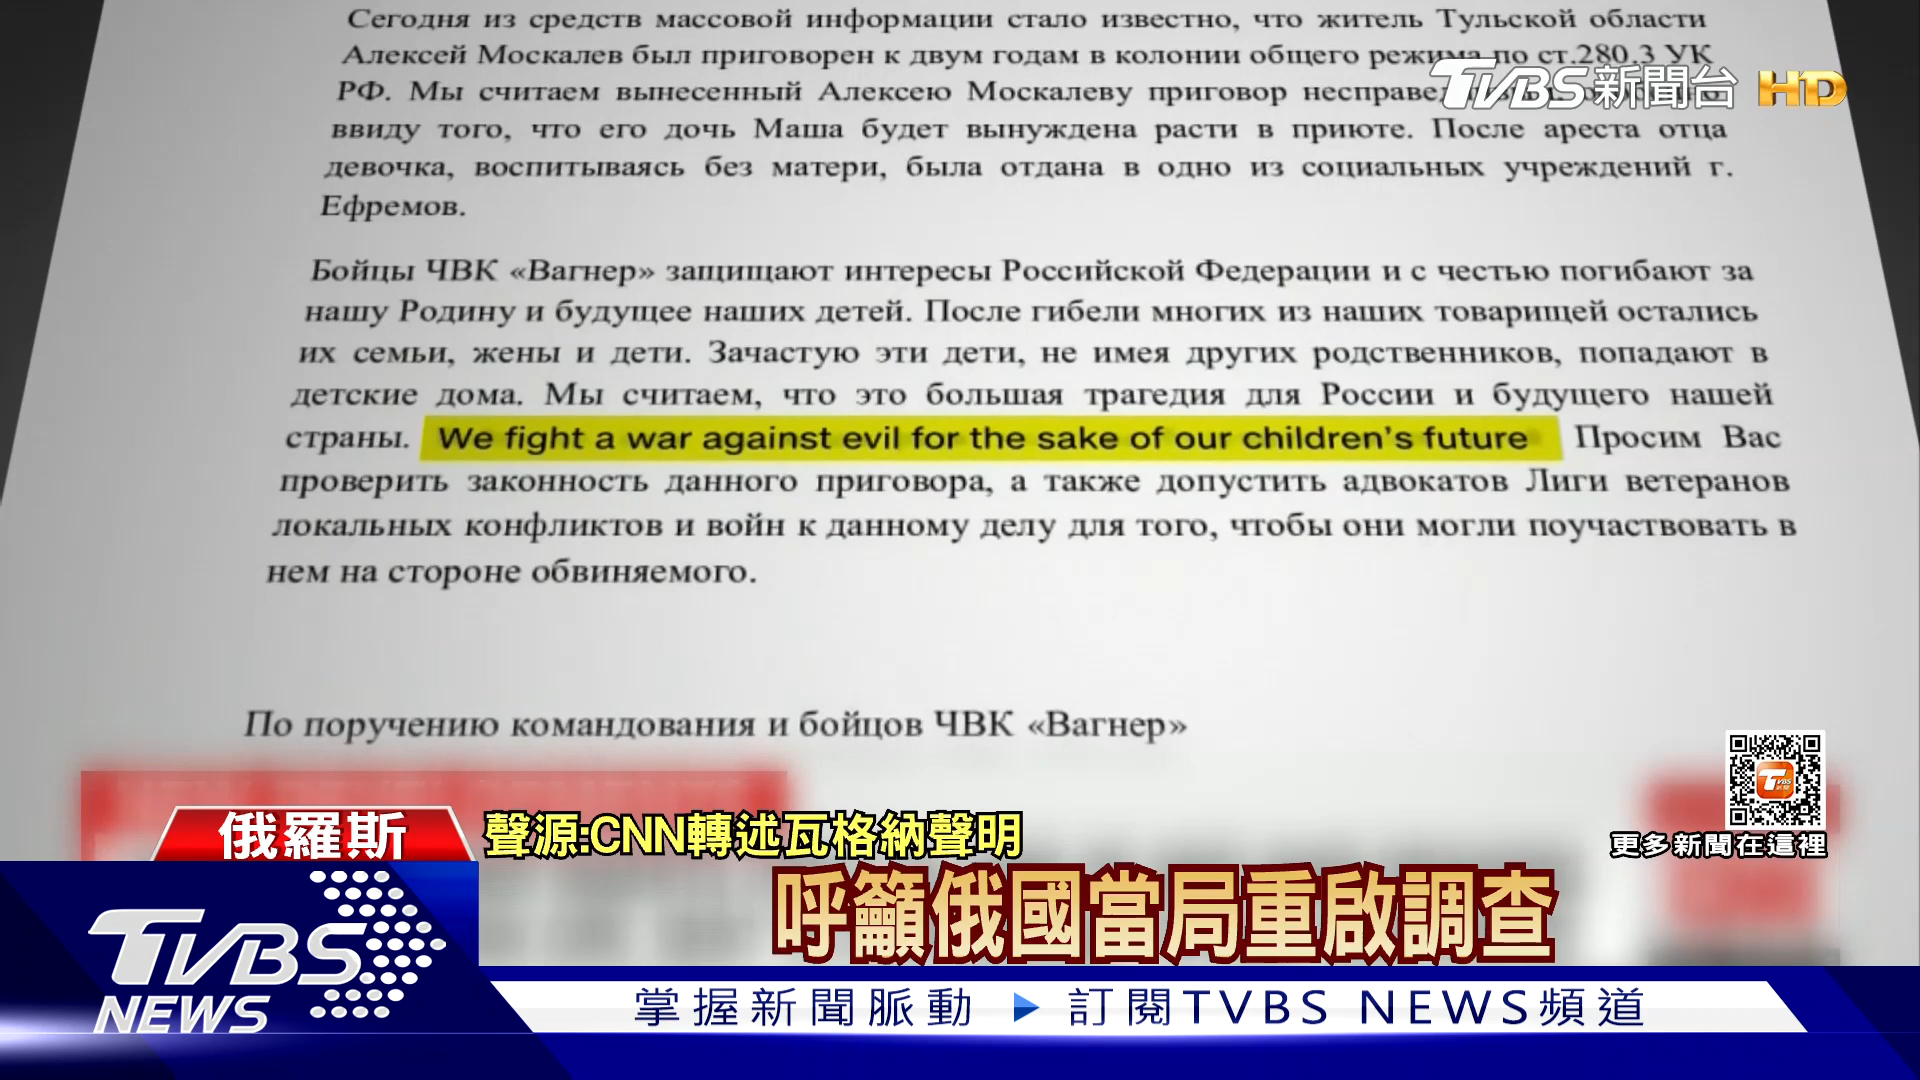 Сегодня из средств массовой информации стало известно, что житель Тульской области
Алексей Москалев был приговорен к двум годам в колонии общего режима по ст.280.3 УК
РФ. Мы считаем вынесенный Алексею Москалеву приговор
ввиду того, что его дочь Маша будет вынуждена расти в приюте. После ареста отца
девочка, воспитываясь без матери, была отдана в одно из социальных учреждений г.
Ефремов.
Бойцы ЧВК «Вагнер» защищают интересы Российской Федерации и с честью погибают за
нашу Родину и будущее наших детей. После гибели многих из наших товарищей остались
их семьи, жены и дети. Зачастую эти дети, не имея других родственников, попадают в
детские дома. Мы считаем, что это большая трагедия для России и будущего нашей
страны. We fight a war against evil for the sake of our children's future Просим Вас
проверить законность данного приговора, а также допустить адвокатов Лиги ветеранов
локальных конфликтов и войн к данному делу для того, чтобы они могли поучаствовать в
нем на стороне обвиняемого.
По поручению командования и бойцов ЧВК «Вагнер»
TVBS新聞台 HD
更多新聞在這裡
俄羅斯
聲源:CNN轉述瓦格納聲明
呼籲俄國當局重啟調查
TVBS
NEWS
掌握新聞脈動 訂閱TVBS NEWS頻道